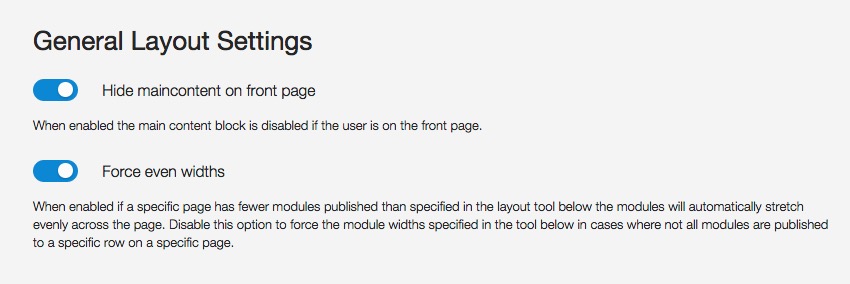 General Layout Settings
Hide maincontent on front page
When enabled the main content block is disabled if the user is on the front page.
Force even widths
When enabled if a specific page has fewer modules published than specified in the layout tool below the modules will automatically stretch
evenly across the page. Disable this option to force the module widths specified in the tool below in cases where not all modules are published
to a specific row on a specific page.